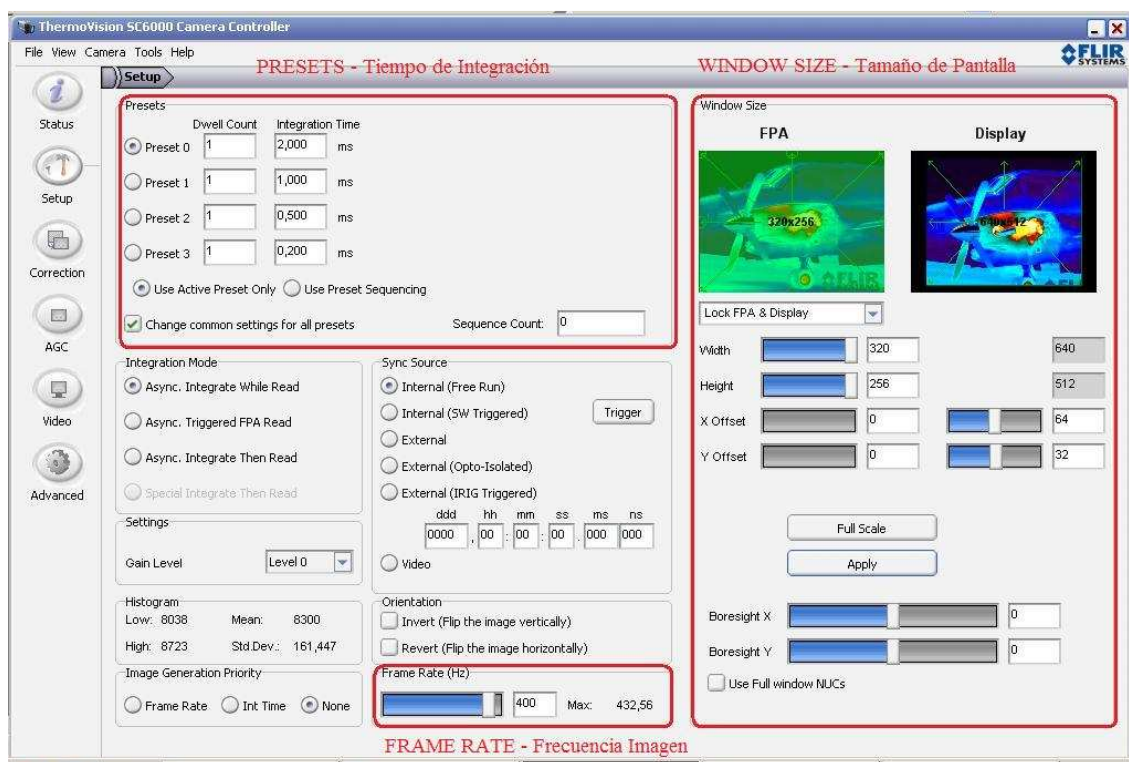 ThermoVision SC6000 Camera Controller
File View Camera Tools Help
FLIR SYSTEMS
Setup
PRESETS - Tiempo de Integración
WINDOW SIZE - Tamaño de Pantalla
Status
Setup
Correction
AGC
Video
Advanced
Presets
Dwell Count Integration Time
Preset 0 1 2,000 ms
Preset 1 1 1,000 ms
Preset 2 1 0,500 ms
Preset 3 1 0,200 ms
Use Active Preset Only Use Preset Sequencing
Change common settings for all presets Sequence Count: 0
Integration Mode
Async. Integrate While Read
Async. Triggered FPA Read
Async. Integrate Then Read
Special Integrate Then Read
Settings
Gain Level Level 0
Histogram
Low: 8038 Mean: 8300
High: 8723 Std.Dev.: 161,447
Image Generation Priority
Frame Rate Int Time None
Sync Source
Internal (Free Run)
Internal (SW Triggered) Trigger
External
External (Opto-Isolated)
External (IRIG Triggered)
ddd hh mm ss ms ns
0000 , 00 : 00 : 00 . 000 000
Video
Orientation
Invert (Flip the image vertically)
Revert (Flip the image horizontally)
Frame Rate (Hz)
400 Max: 432,56
FRAME RATE - Frecuencia Imagen
Window Size
FPA Display
320x256 640x512
FLIR
Lock FPA & Display
Width 320 640
Height 256 512
X Offset 0 64
Y Offset 0 32
Full Scale
Apply
Boresight X 0
Boresight Y 0
Use Full window NUCs